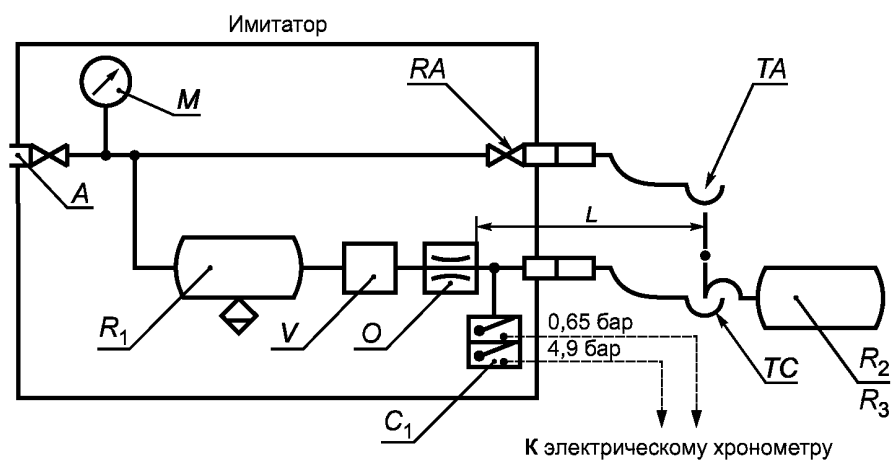 Имитатор
M
RA
TA
A
L
R1
V
O
0,65 бар
4,9 бар
TC
R2
R3
C1
К электрическому хронометру